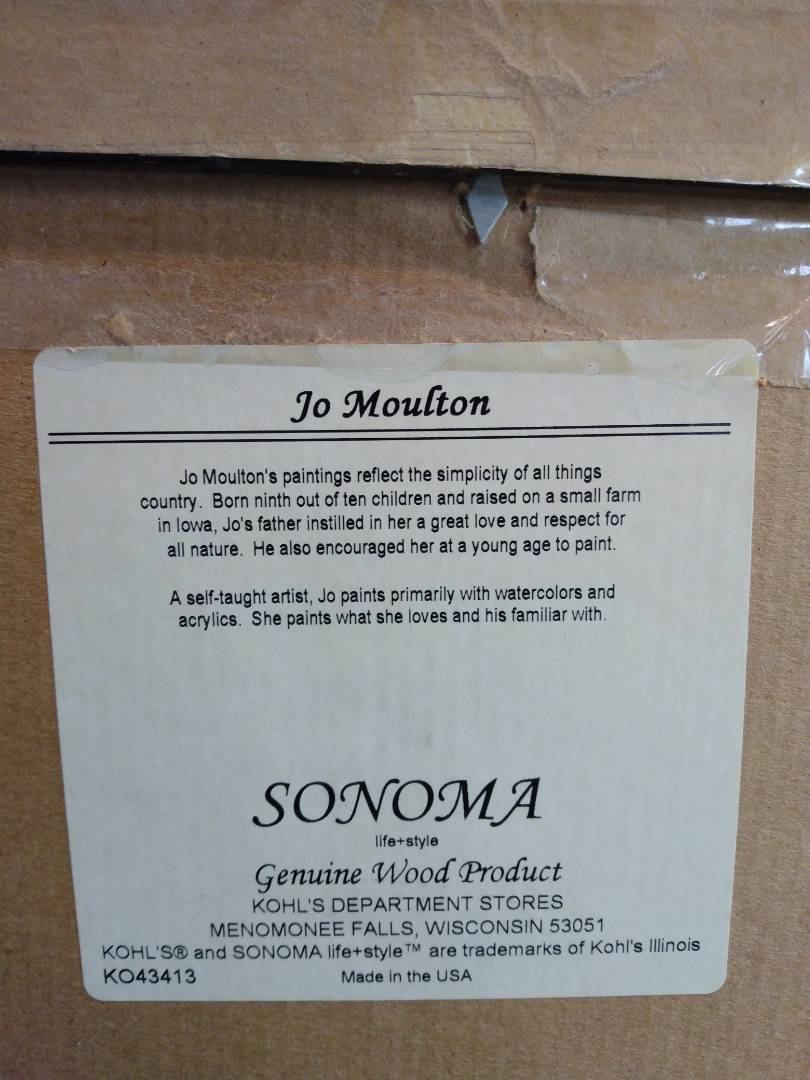 Jo Moulton
Jo Moulton's paintings reflect the simplicity of all things
country.  Born ninth out of ten children and raised on a small farm
in Iowa, Jo's father instilled in her a great love and respect for
all nature.  He also encouraged her at a young age to paint.
A self-taught artist, Jo paints primarily with watercolors and
acrylics.  She paints what she loves and his familiar with.
SONOMA
life+style
Genuine Wood Product
KOHL'S DEPARTMENT STORES
MENOMONEE FALLS, WISCONSIN 53051
KOHL'S® and SONOMA life+style™ are trademarks of Kohl's Illinois
KO43413 Made in the USA